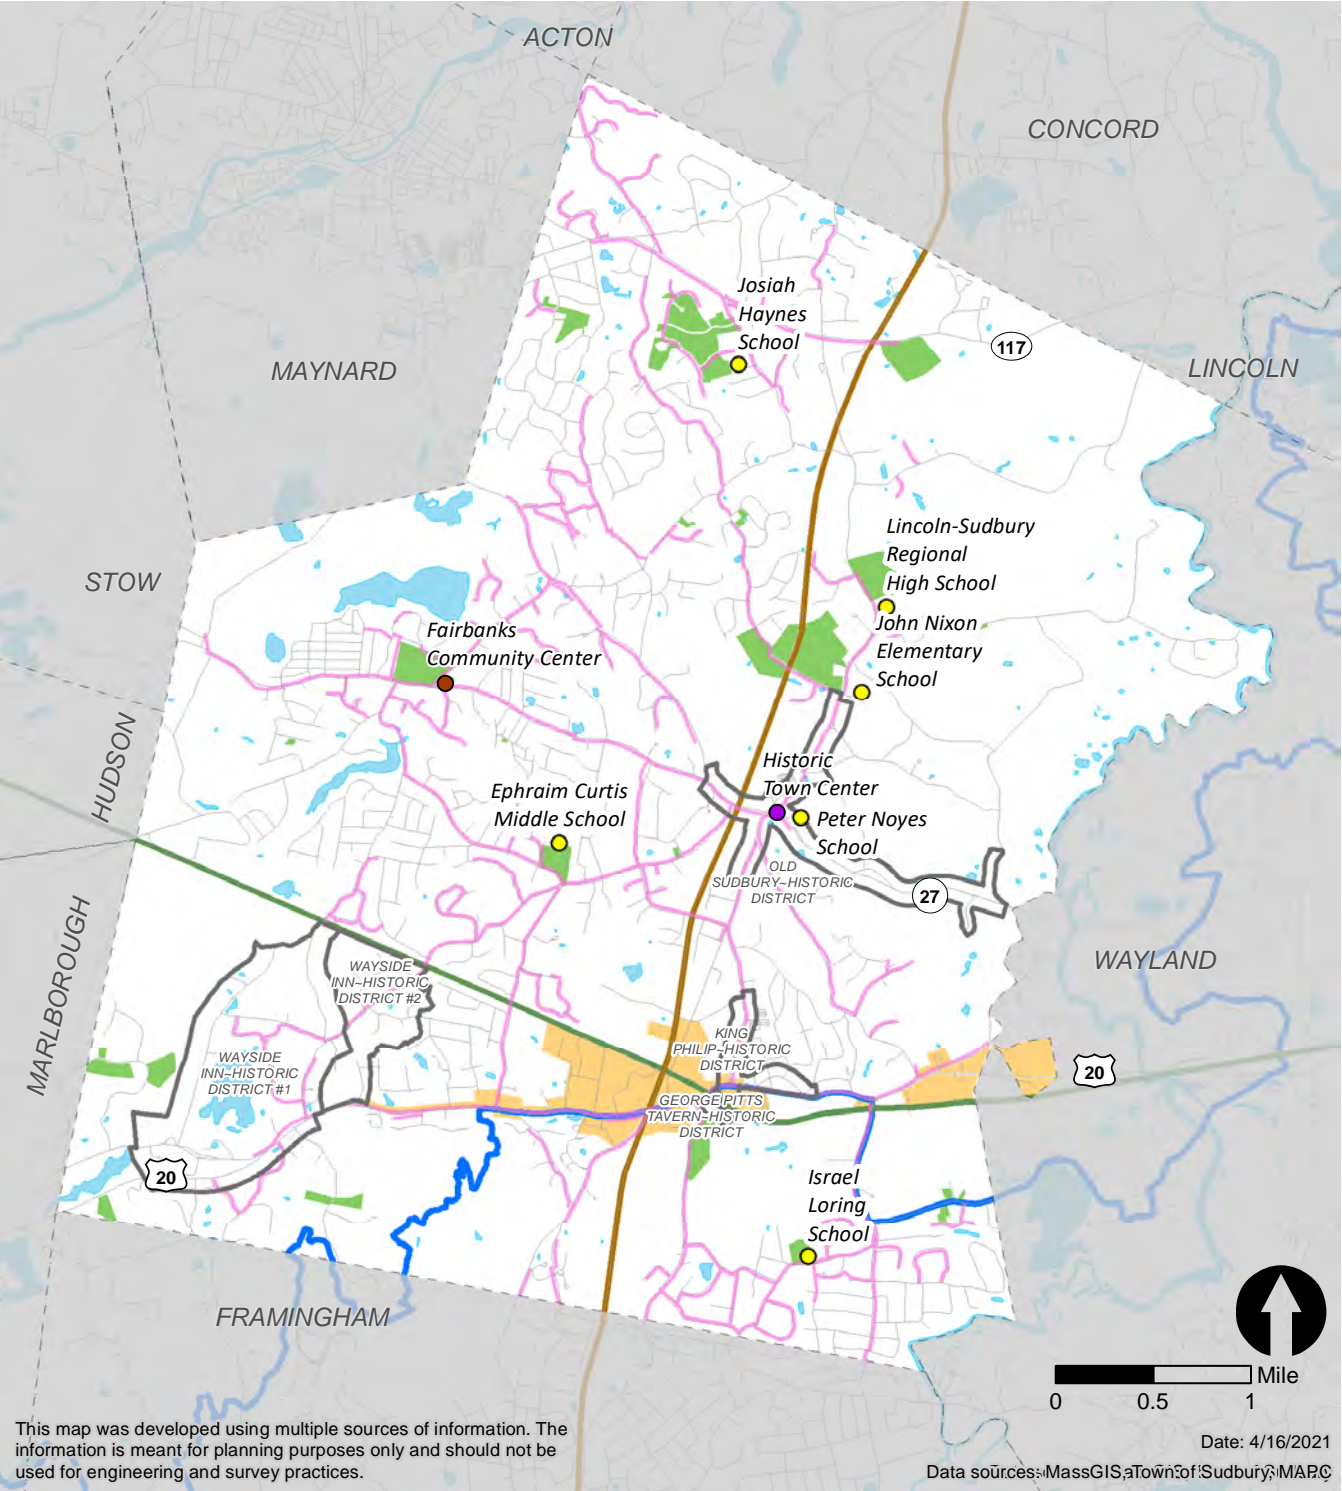 ACTON
CONCORD
Josiah
Haynes
School
117
MAYNARD
LINCOLN
Lincoln-Sudbury
Regional
High School
STOW
John Nixon
Elementary
School
Fairbanks
Community Center
HUDSON
Historic
Town Center
Ephraim Curtis
Middle School
Peter Noyes
School
OLD
SUDBURY~HISTORIC
DISTRICT
27
MARLBOROUGH
WAYLAND
WAYSIDE
INN~HISTORIC
DISTRICT #2
WAYSIDE
INN~HISTORIC
DISTRICT #1
KING
PHILIP~HISTORIC
DISTRICT
20
GEORGE PITTS
TAVERN~HISTORIC
DISTRICT
20
Israel
Loring
School
FRAMINGHAM
Mile
0 0.5 1
This map was developed using multiple sources of information. The
information is meant for planning purposes only and should not be
used for engineering and survey practices.
Date: 4/16/2021
Data sources: MassGIS, Town of Sudbury, MAPC